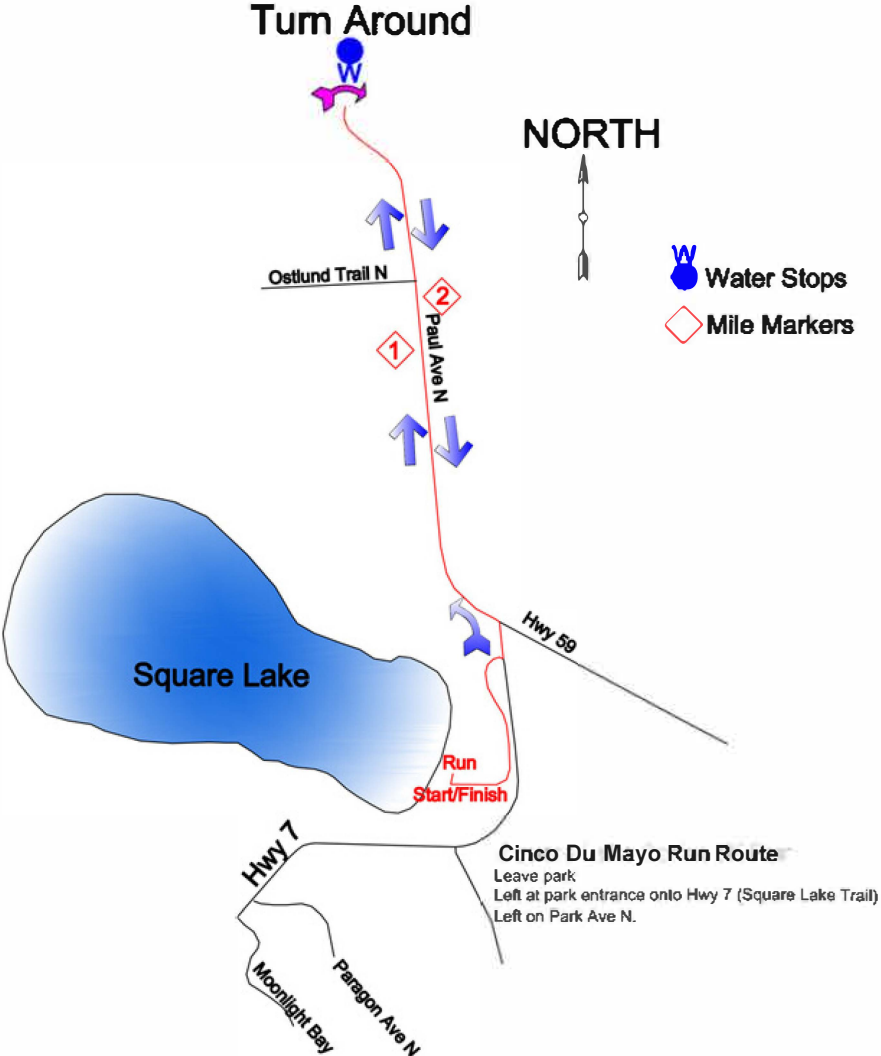 Turn Around
W
NORTH
W
Water Stops
Mile Markers
Ostlund Trail N
2
1
Paul Ave N
Hwy 59
Square Lake
Run
Start/Finish
Hwy 7
Cinco Du Mayo Run Route
Leave park
Left at park entrance onto Hwy 7 (Square Lake Trail)
Left on Park Ave N.
Moonlight Bay
Paragon Ave N